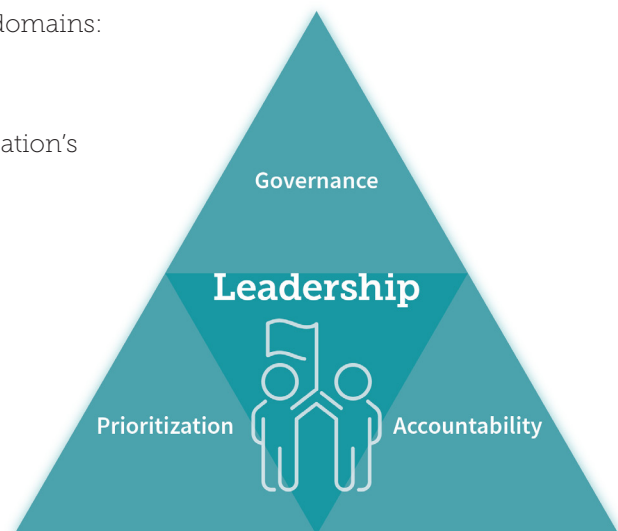 domains:
ation's
Governance
Leadership
Prioritization
Accountability